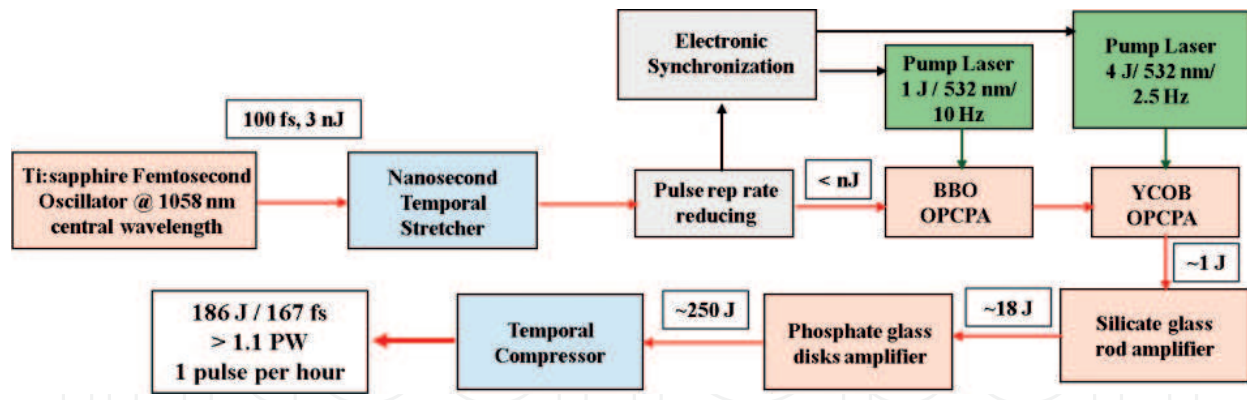 Electronic
Synchronization
Pump Laser
1 J / 532 nm/
10 Hz
Pump Laser
4 J/ 532 nm/
2.5 Hz
100 fs, 3 nJ
Ti:sapphire Femtosecond
Oscillator @ 1058 nm
central wavelength
Nanosecond
Temporal
Stretcher
Pulse rep rate
reducing
< nJ
BBO
OPCPA
YCOB
OPCPA
~1 J
186 J / 167 fs
> 1.1 PW
1 pulse per hour
Temporal
Compressor
~250 J
Phosphate glass
disks amplifier
~18 J
Silicate glass
rod amplifier